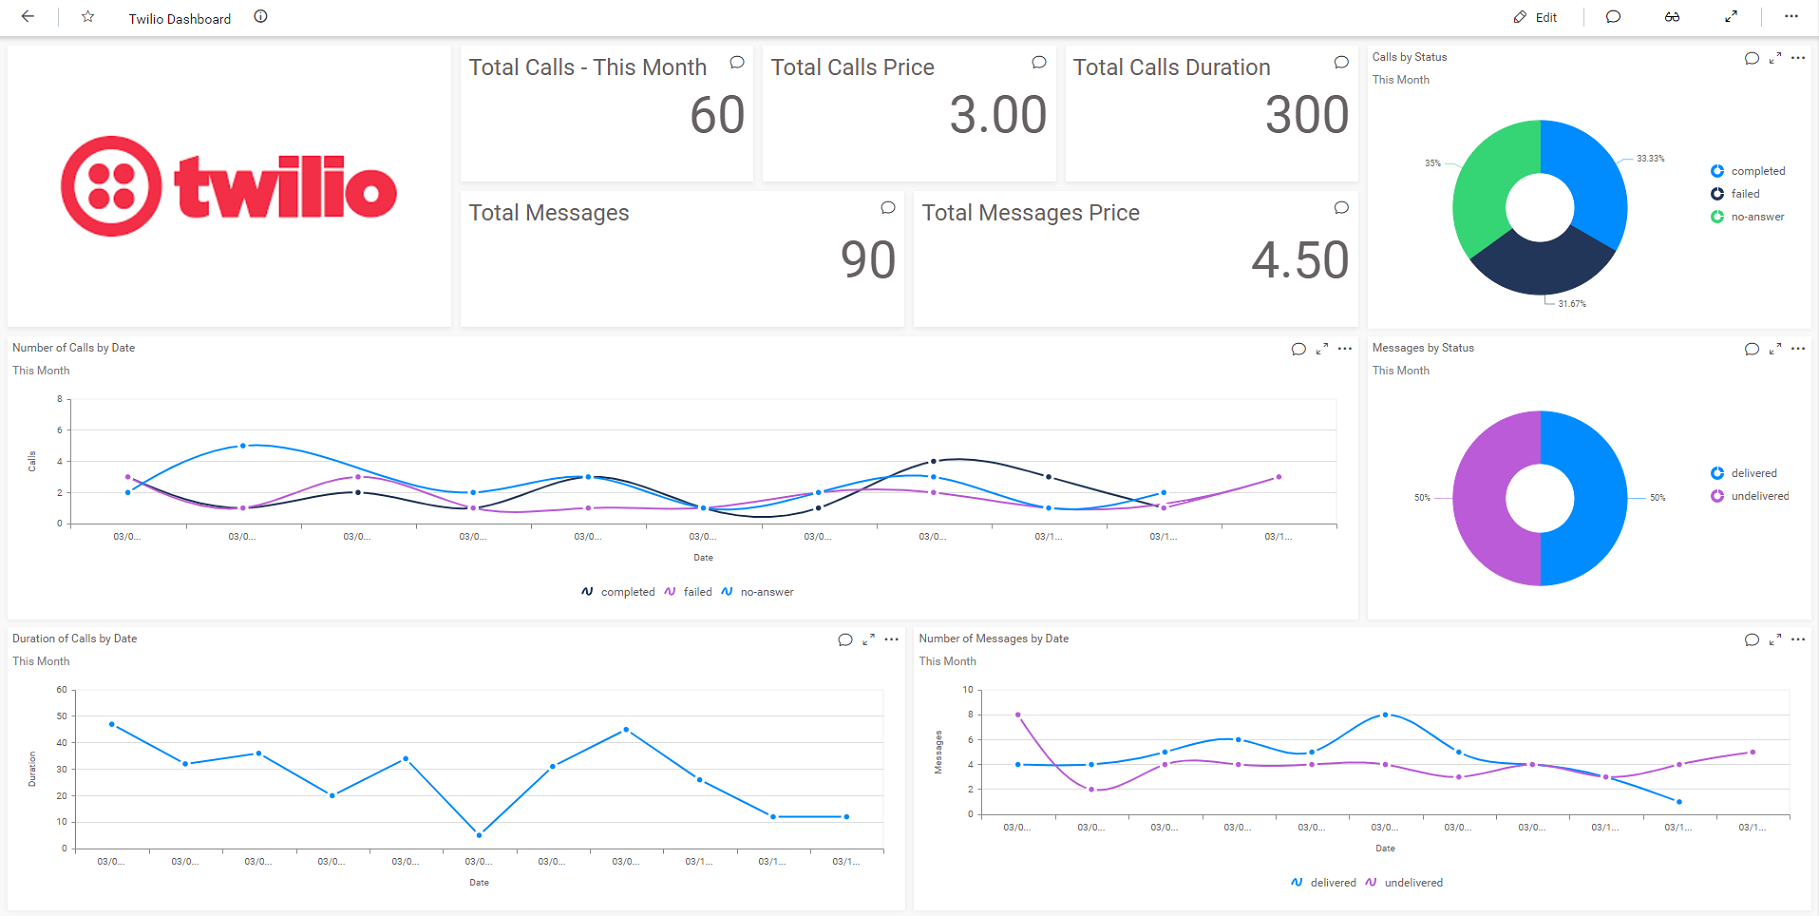 Twilio Dashboard
Edit
twilio
Total Calls - This Month
60
Total Calls Price
3.00
Total Calls Duration
300
Total Messages
90
Total Messages Price
4.50
Calls by Status
This Month
35%
33.33%
31.67%
completed
failed
no-answer
Number of Calls by Date
This Month
8
6
4
2
0
Calls
03/0... 03/0... 03/0... 03/0... 03/0... 03/0... 03/0... 03/0... 03/1... 03/1... 03/1...
Date
completed failed no-answer
Messages by Status
This Month
50%
50%
delivered
undelivered
Duration of Calls by Date
This Month
60
50
40
30
20
10
0
Duration
03/0... 03/0... 03/0... 03/0... 03/0... 03/0... 03/0... 03/0... 03/1... 03/1... 03/1...
Date
Number of Messages by Date
This Month
10
8
6
4
2
0
Messages
03/0... 03/0... 03/0... 03/0... 03/0... 03/0... 03/0... 03/0... 03/1... 03/1... 03/1...
Date
delivered undelivered